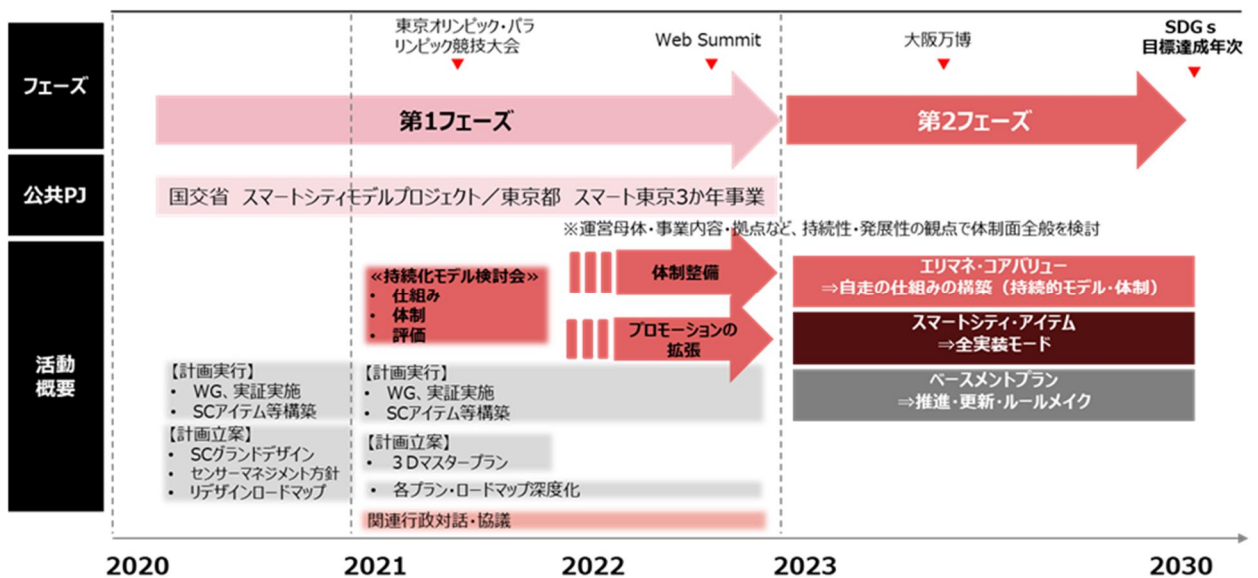 東京オリンピック・パラ
リンピック競技大会
Web Summit
大阪万博
SDGｓ
目標達成年次
フェーズ
第1フェーズ
第2フェーズ
公共PJ
国交省　スマートシティモデルプロジェクト／東京都　スマート東京3か年事業
※運営母体・事業内容・拠点など、持続性・発展性の観点で体制面全般を検討
活動
概要
≪持続化モデル検討会≫
• 仕組み
• 体制
• 評価
体制整備
プロモーションの
拡張
エリマネ・コアバリュー
⇒自走の仕組みの構築（持続的モデル・体制）
スマートシティ・アイテム
⇒全実装モード
ベースメントプラン
⇒推進・更新・ルールメイク
【計画実行】
• WG、実証実施
• SCアイテム等構築
【計画立案】
• SCグランドデザイン
• センサーマネジメント方針
• リデザインロードマップ
【計画実行】
• WG、実証実施
• SCアイテム等構築
【計画立案】
• ３Dマスタープラン
• 各プラン・ロードマップ深度化
関連行政対話・協議
2020
2021
2022
2023
2030